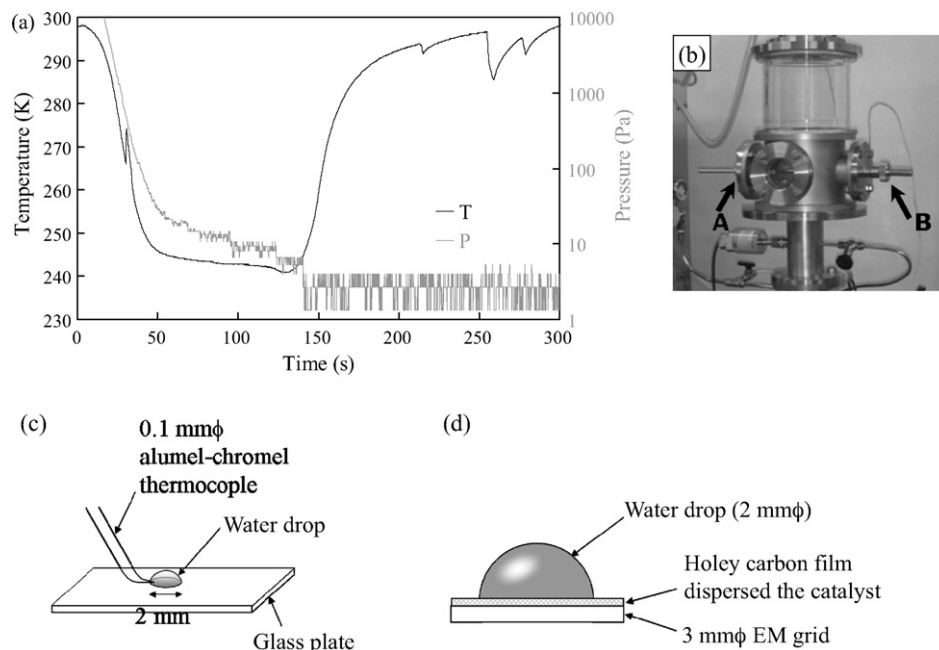 (a)
300
290
280
270
260
250
240
230
Temperature (K)
0
50
100
150
200
250
300
Time (s)
10000
1000
100
10
1
Pressure (Pa)
T
P
(b)
A
B
(c)
0.1 mmϕ
alumel-chromel
thermocople
Water drop
2 mm
Glass plate
(d)
Water drop (2 mmϕ)
Holey carbon film
dispersed the catalyst
3 mmϕ EM grid